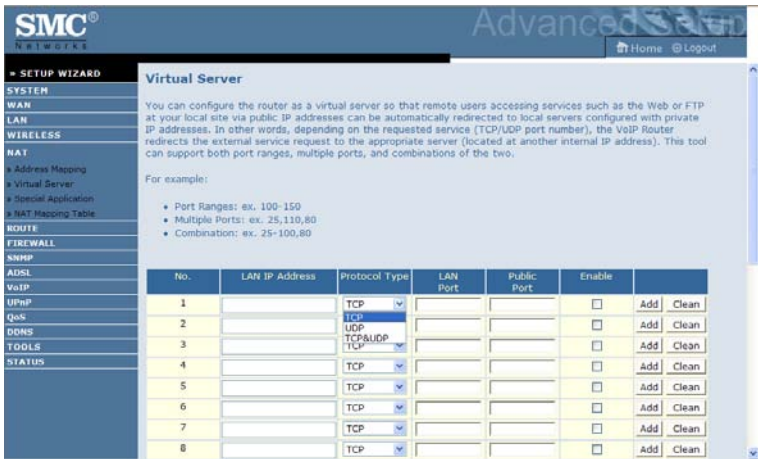 SMC®
Networks
Advanced Setup
Home Logout
» SETUP WIZARD
SYSTEM
WAN
LAN
WIRELESS
NAT
» Address Mapping
» Virtual Server
» Special Application
» NAT Mapping Table
ROUTE
FIREWALL
SNMP
ADSL
VoIP
UPnP
QoS
DDNS
TOOLS
STATUS
Virtual Server
You can configure the router as a virtual server so that remote users accessing services such as the Web or FTP
at your local site via public IP addresses can be automatically redirected to local servers configured with private
IP addresses. In other words, depending on the requested service (TCP/UDP port number), the VoIP Router
redirects the external service request to the appropriate server (located at another internal IP address). This tool
can support both port ranges, multiple ports, and combinations of the two.
For example:
• Port Ranges: ex. 100-150
• Multiple Ports: ex. 25,110,80
• Combination: ex. 25-100,80
No. LAN IP Address Protocol Type LAN Port Public Port Enable
1 TCP Add Clean
TCP
UDP
TCP&UDP
2 Add Clean
3 TCP Add Clean
4 TCP Add Clean
5 TCP Add Clean
6 TCP Add Clean
7 TCP Add Clean
8 TCP Add Clean